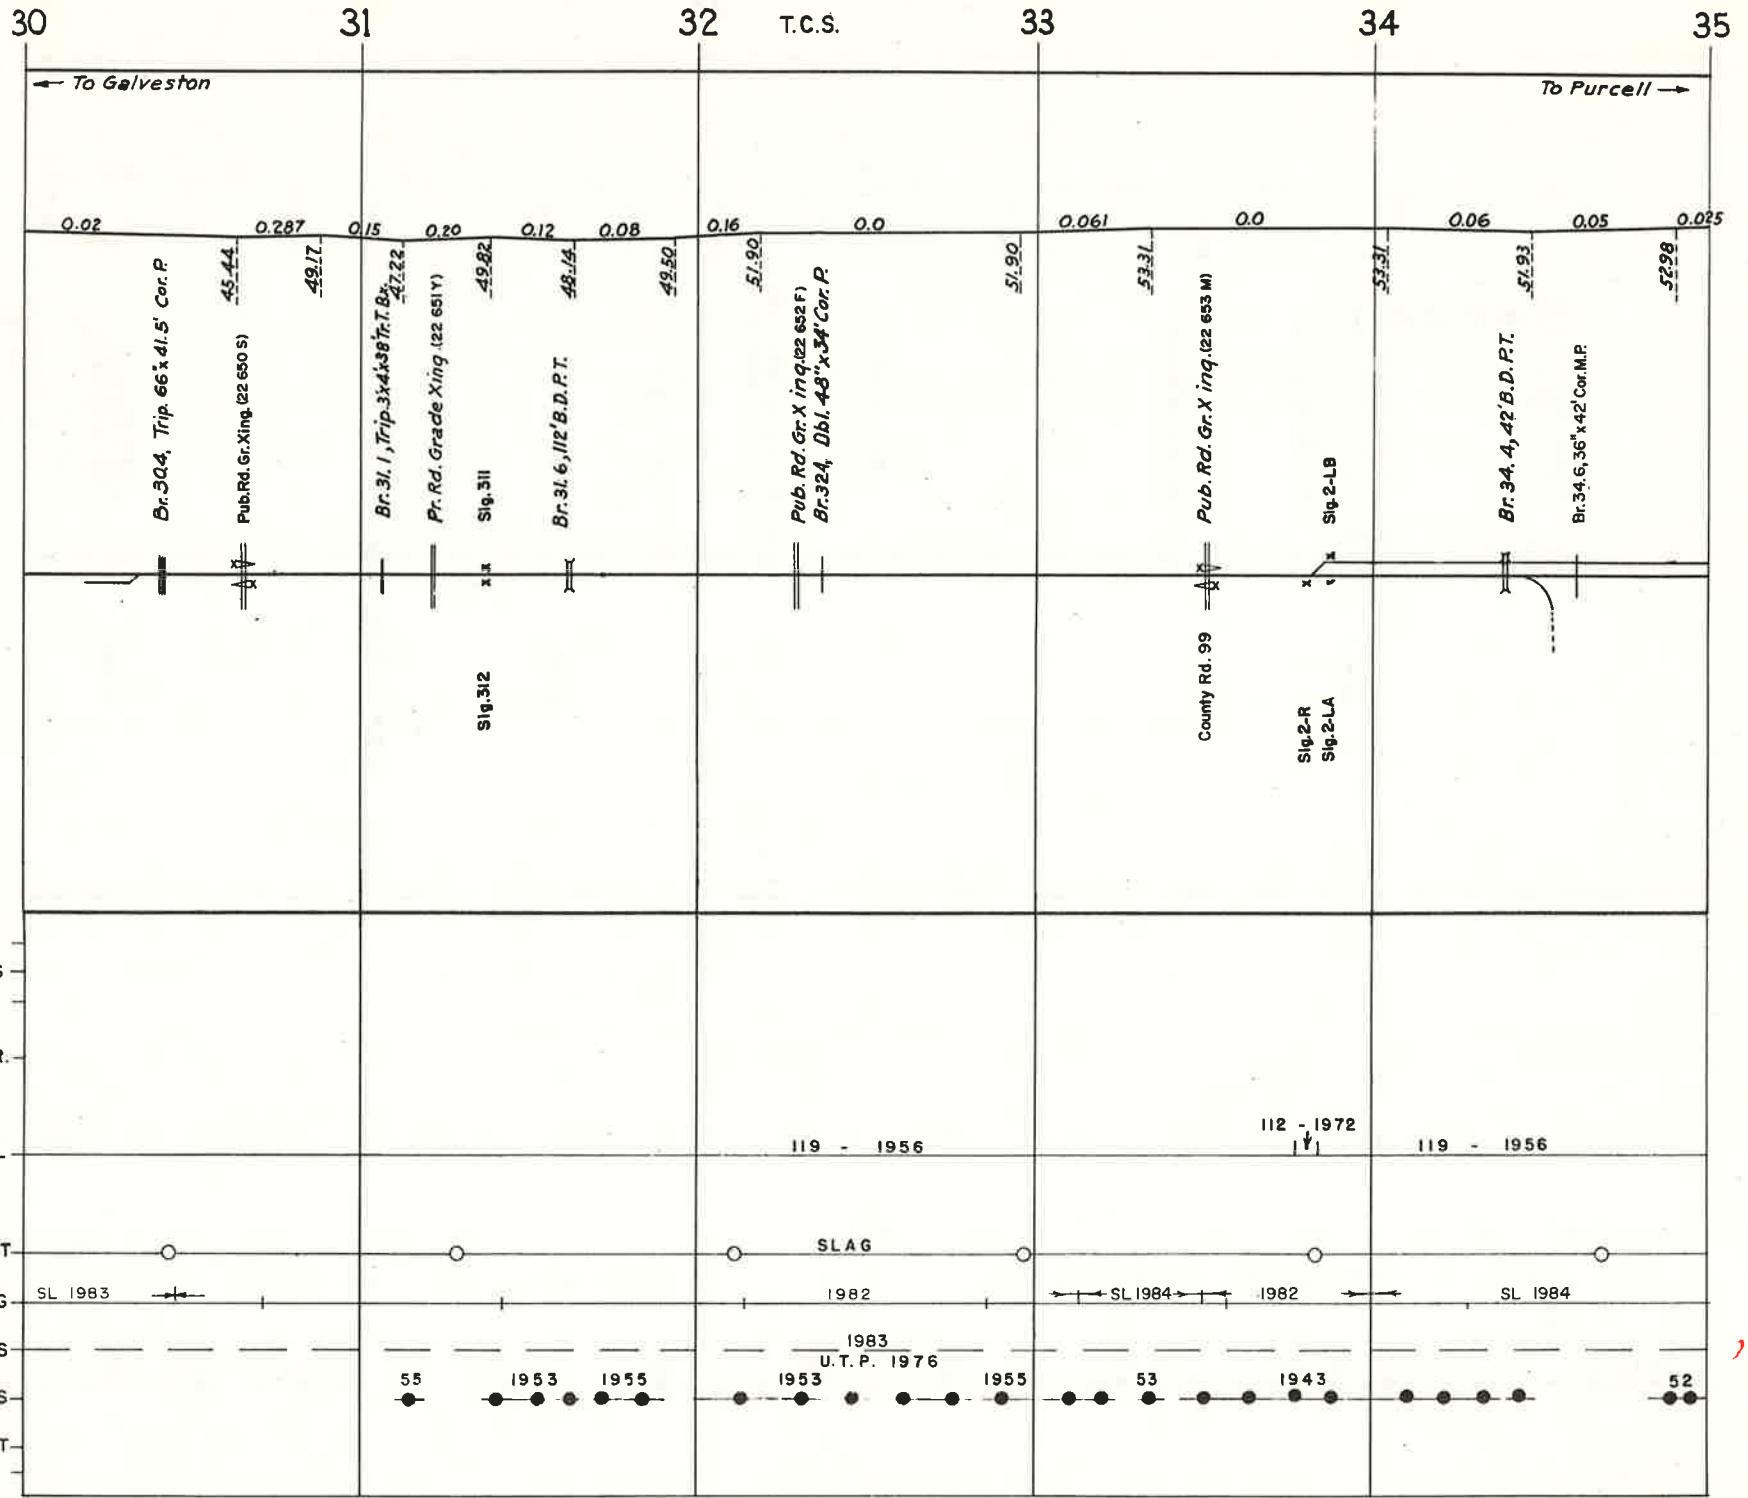 30 31 32 T.C.S. 33 34 35
← To Galveston
To Purcell →
0.02 0.287 0.15 0.20 0.12 0.08 0.16 0.0 0.061 0.0 0.06 0.05 0.025
45.44 49.17 47.22 49.82 48.14 49.50 51.90 51.90 53.31 53.31 51.93 52.98
Br.30.4, Trip. 66"x 41.5' Cor. P.
Pub.Rd.Gr.Xing.(22 650 S)
Br.31.1,Trip.3'x4'x38'Tr.T.Bx.
Pr. Rd. Grade Xing.(22 651 Y)
Sig.311
Br.31.6,112'B.D.P.T.
Pub. Rd. Gr.X ing.(22 652 F)
Br.324, Dbl. 48"x 34' Cor. P.
Pub. Rd. Gr.X ing.(22 653 M)
Sig.2-LB
Br.34.4,42'B.D.P.T.
Br.34.6,36"x42'Cor.M.P.
Sig.312
County Rd. 99
Sig.2-R
Sig.2-LA
S
R.
112 - 1972
L
119 - 1956
119 - 1956
T
SLAG
G
SL 1983
1982
SL 1984
1982
SL 1984
S
1983
U.T.P. 1976
S
55 1953 1955 1953 1955 53 1943 52
T